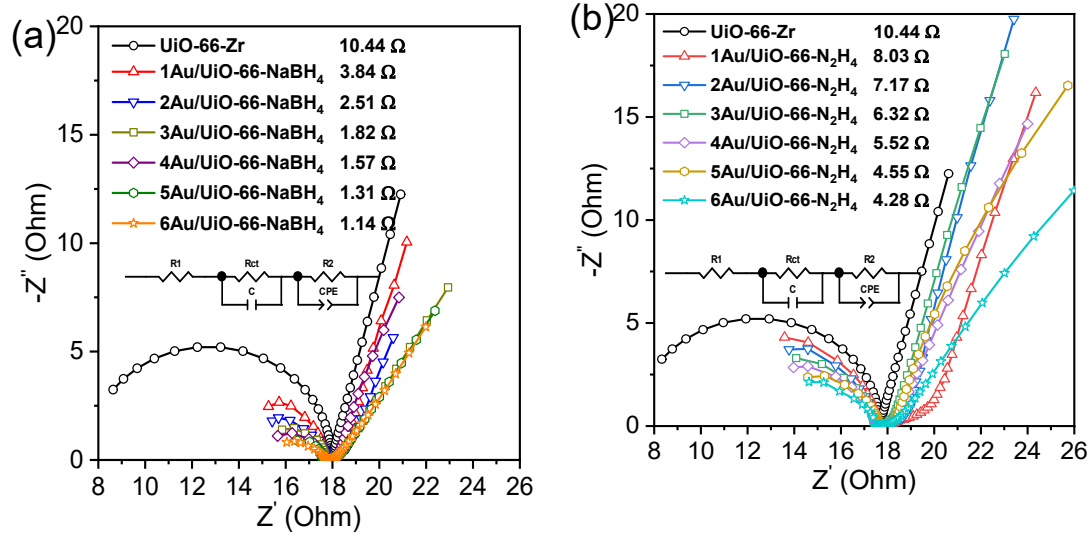 (a)
20
15
10
5
0
-Z" (Ohm)
UiO-66-Zr 10.44 Ω
1Au/UiO-66-NaBH₄ 3.84 Ω
2Au/UiO-66-NaBH₄ 2.51 Ω
3Au/UiO-66-NaBH₄ 1.82 Ω
4Au/UiO-66-NaBH₄ 1.57 Ω
5Au/UiO-66-NaBH₄ 1.31 Ω
6Au/UiO-66-NaBH₄ 1.14 Ω
R1 Rct R2
C CPE
8 10 12 14 16 18 20 22 24 26
Z' (Ohm)
(b)
20
15
10
5
0
-Z" (Ohm)
UiO-66-Zr 10.44 Ω
1Au/UiO-66-N₂H₄ 8.03 Ω
2Au/UiO-66-N₂H₄ 7.17 Ω
3Au/UiO-66-N₂H₄ 6.32 Ω
4Au/UiO-66-N₂H₄ 5.52 Ω
5Au/UiO-66-N₂H₄ 4.55 Ω
6Au/UiO-66-N₂H₄ 4.28 Ω
R1 Rct R2
C CPE
8 10 12 14 16 18 20 22 24 26
Z' (Ohm)